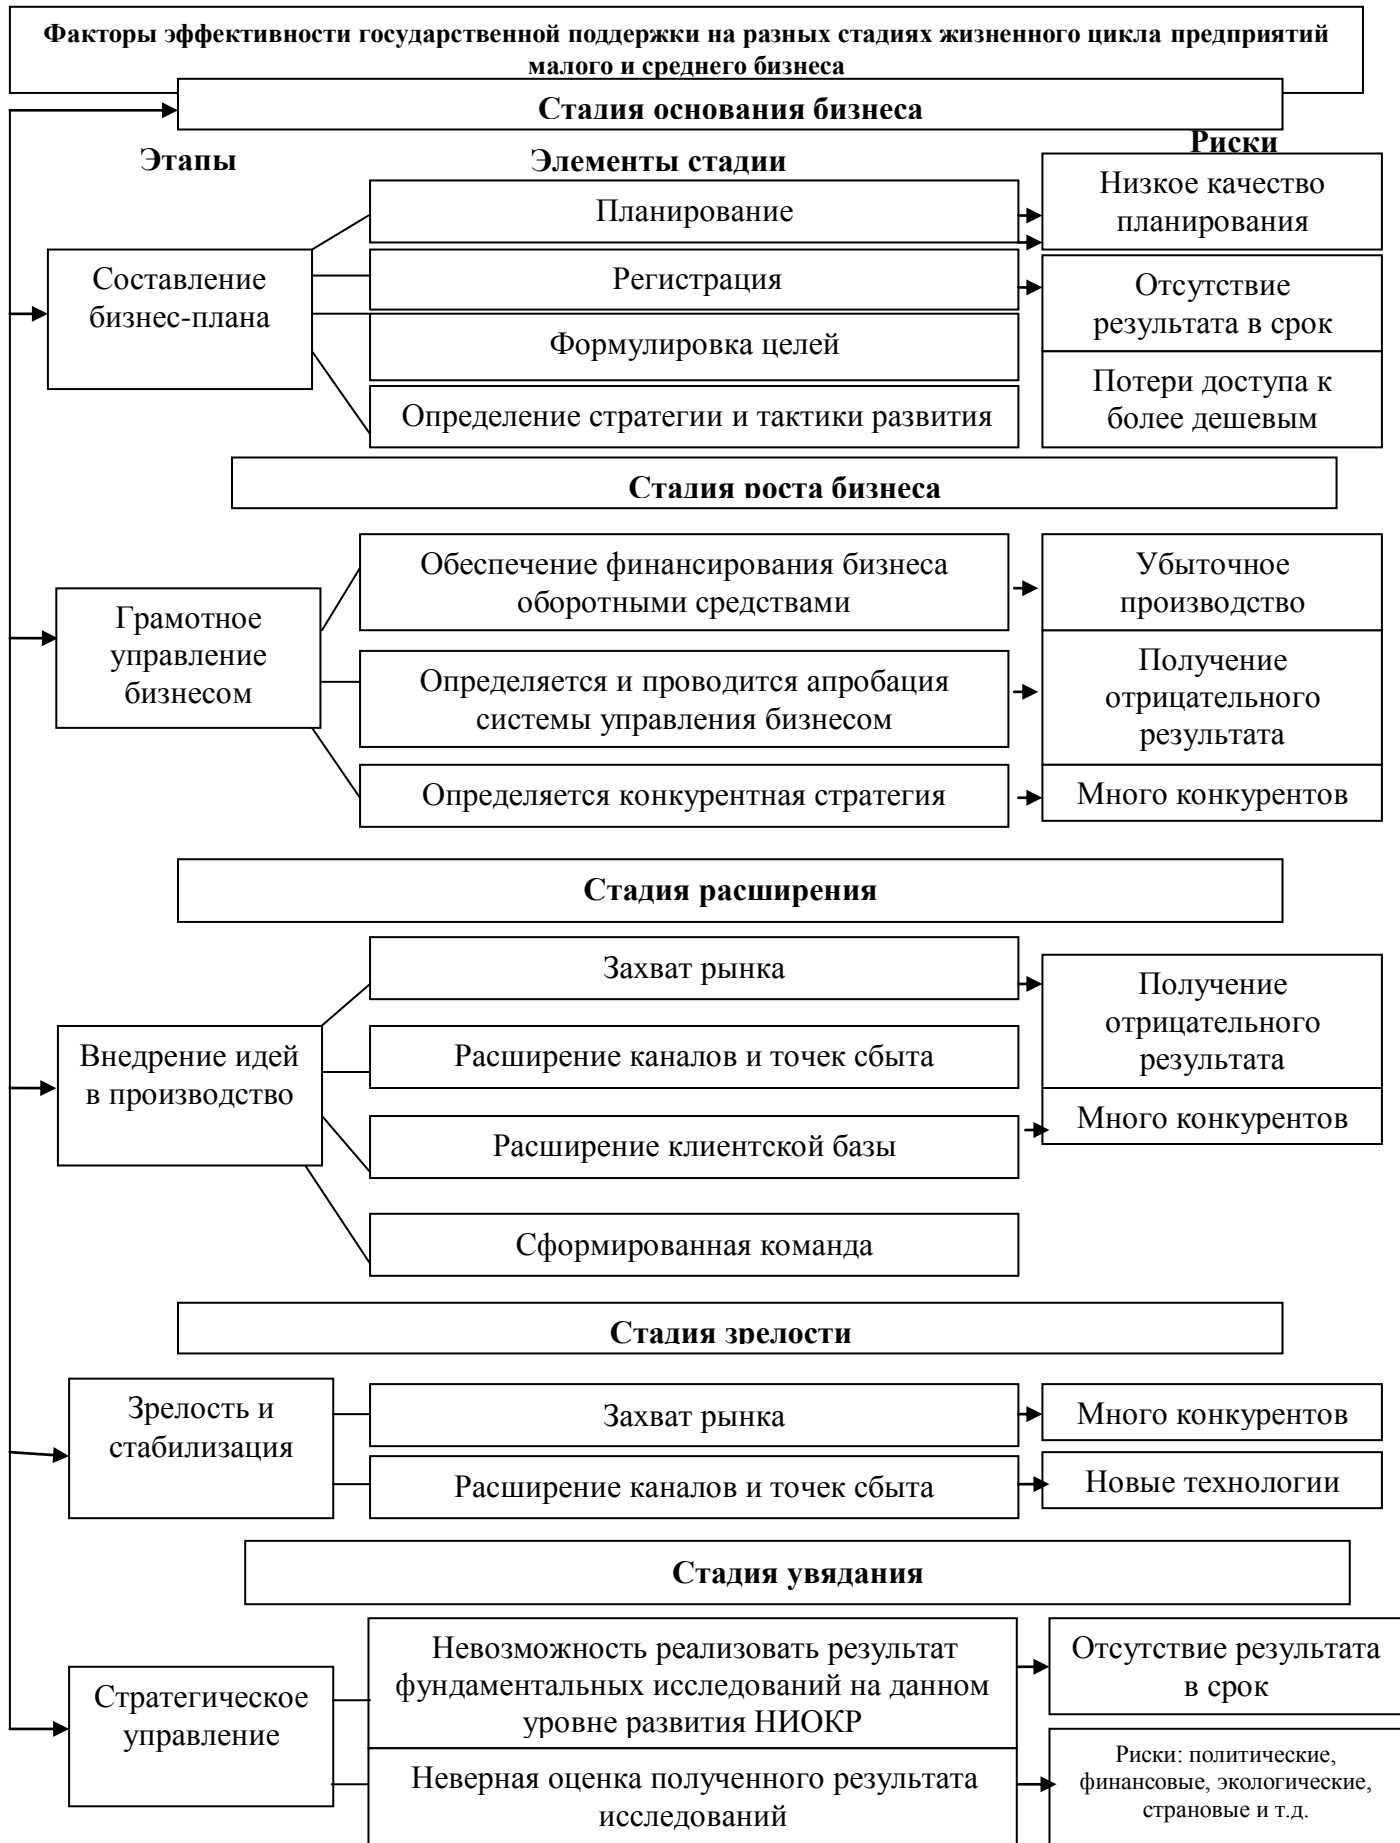 Факторы эффективности государственной поддержки на разных стадиях жизненного цикла предприятий
малого и среднего бизнеса
Стадия основания бизнеса
Этапы
Элементы стадии
Риски
Составление
бизнес-плана
Планирование
Регистрация
Формулировка целей
Определение стратегии и тактики развития
Низкое качество
планирования
Отсутствие
результата в срок
Потери доступа к
более дешевым
Стадия роста бизнеса
Грамотное
управление
бизнесом
Обеспечение финансирования бизнеса
оборотными средствами
Определяется и проводится апробация
системы управления бизнесом
Определяется конкурентная стратегия
Убыточное
производство
Получение
отрицательного
результата
Много конкурентов
Стадия расширения
Внедрение идей
в производство
Захват рынка
Расширение каналов и точек сбыта
Расширение клиентской базы
Сформированная команда
Получение
отрицательного
результата
Много конкурентов
Стадия зрелости
Зрелость и
стабилизация
Захват рынка
Расширение каналов и точек сбыта
Много конкурентов
Новые технологии
Стадия увядания
Стратегическое
управление
Невозможность реализовать результат
фундаментальных исследований на данном
уровне развития НИОКР
Неверная оценка полученного результата
исследований
Отсутствие результата
в срок
Риски: политические,
финансовые, экологические,
страновые и т.д.